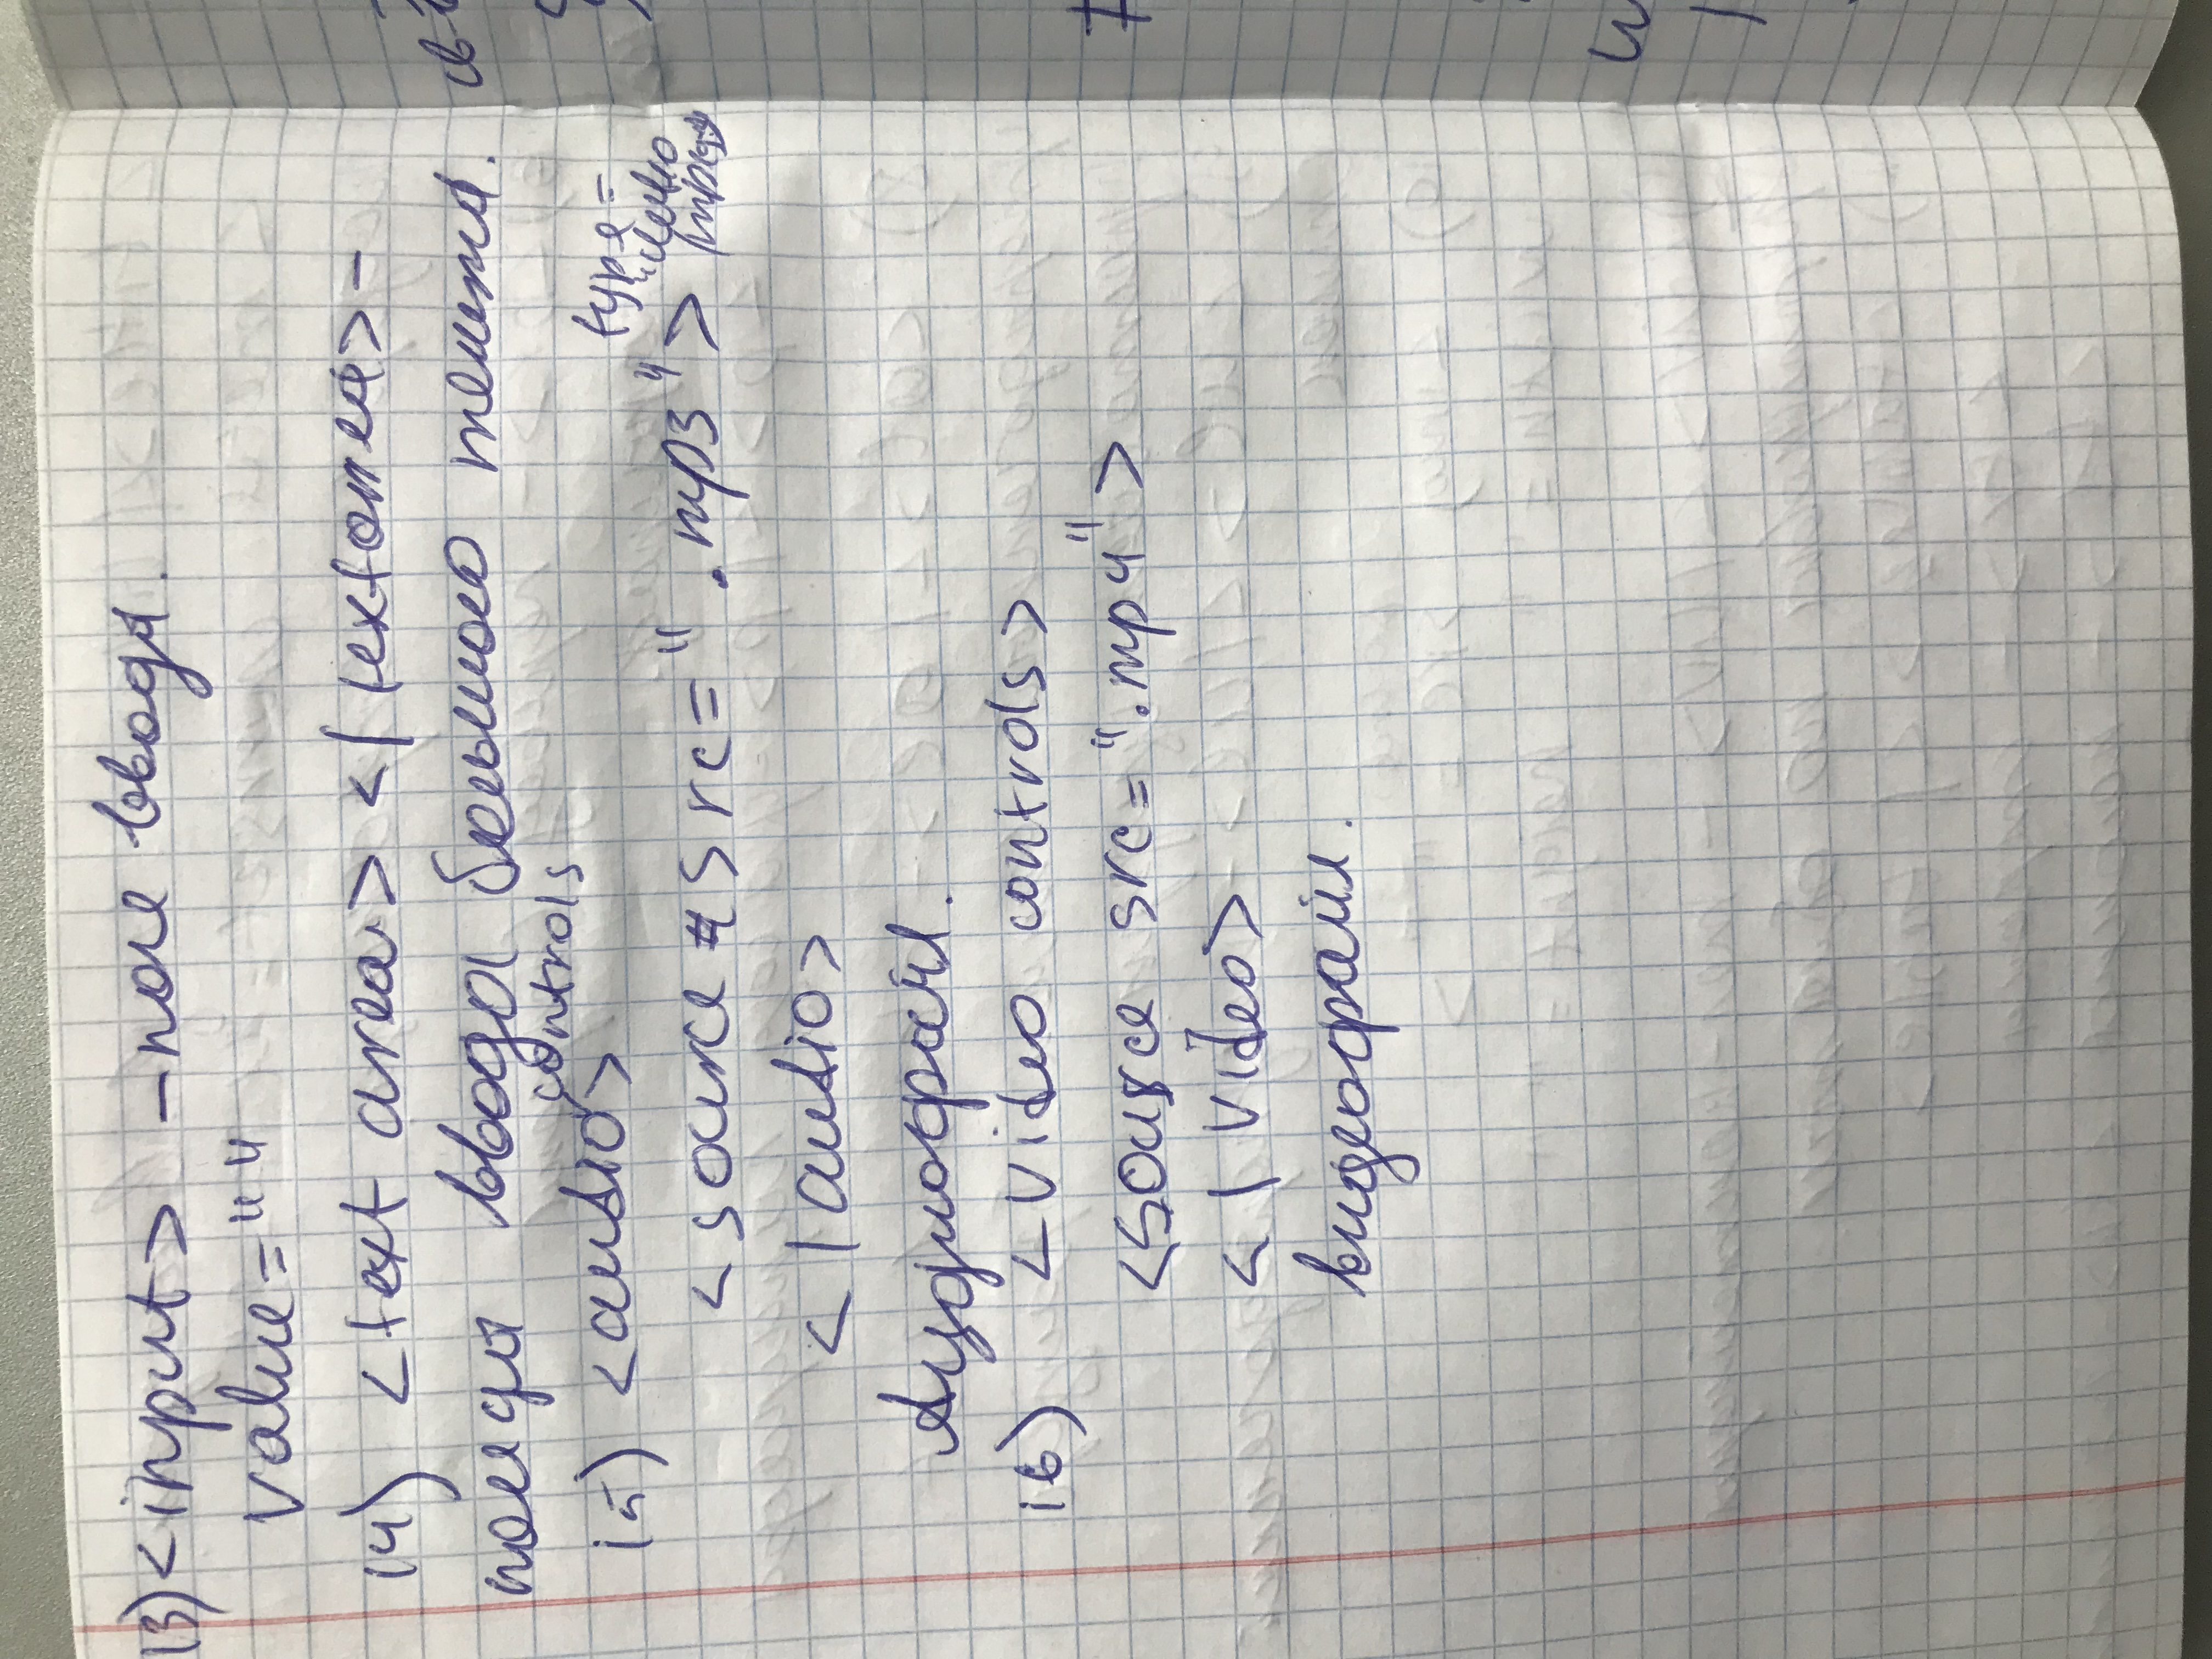 13) <input> - поле ввода.
value=" "
14) <text area> </textarea> -
поле для ввода большого текста.
controls
15) <audio>
type=
<source src=" .mp3"> "audio
/mpeg"
</audio>
Аудиофайл.
16) <video controls>
<source src=".mp4">
</video>
видеофайл.